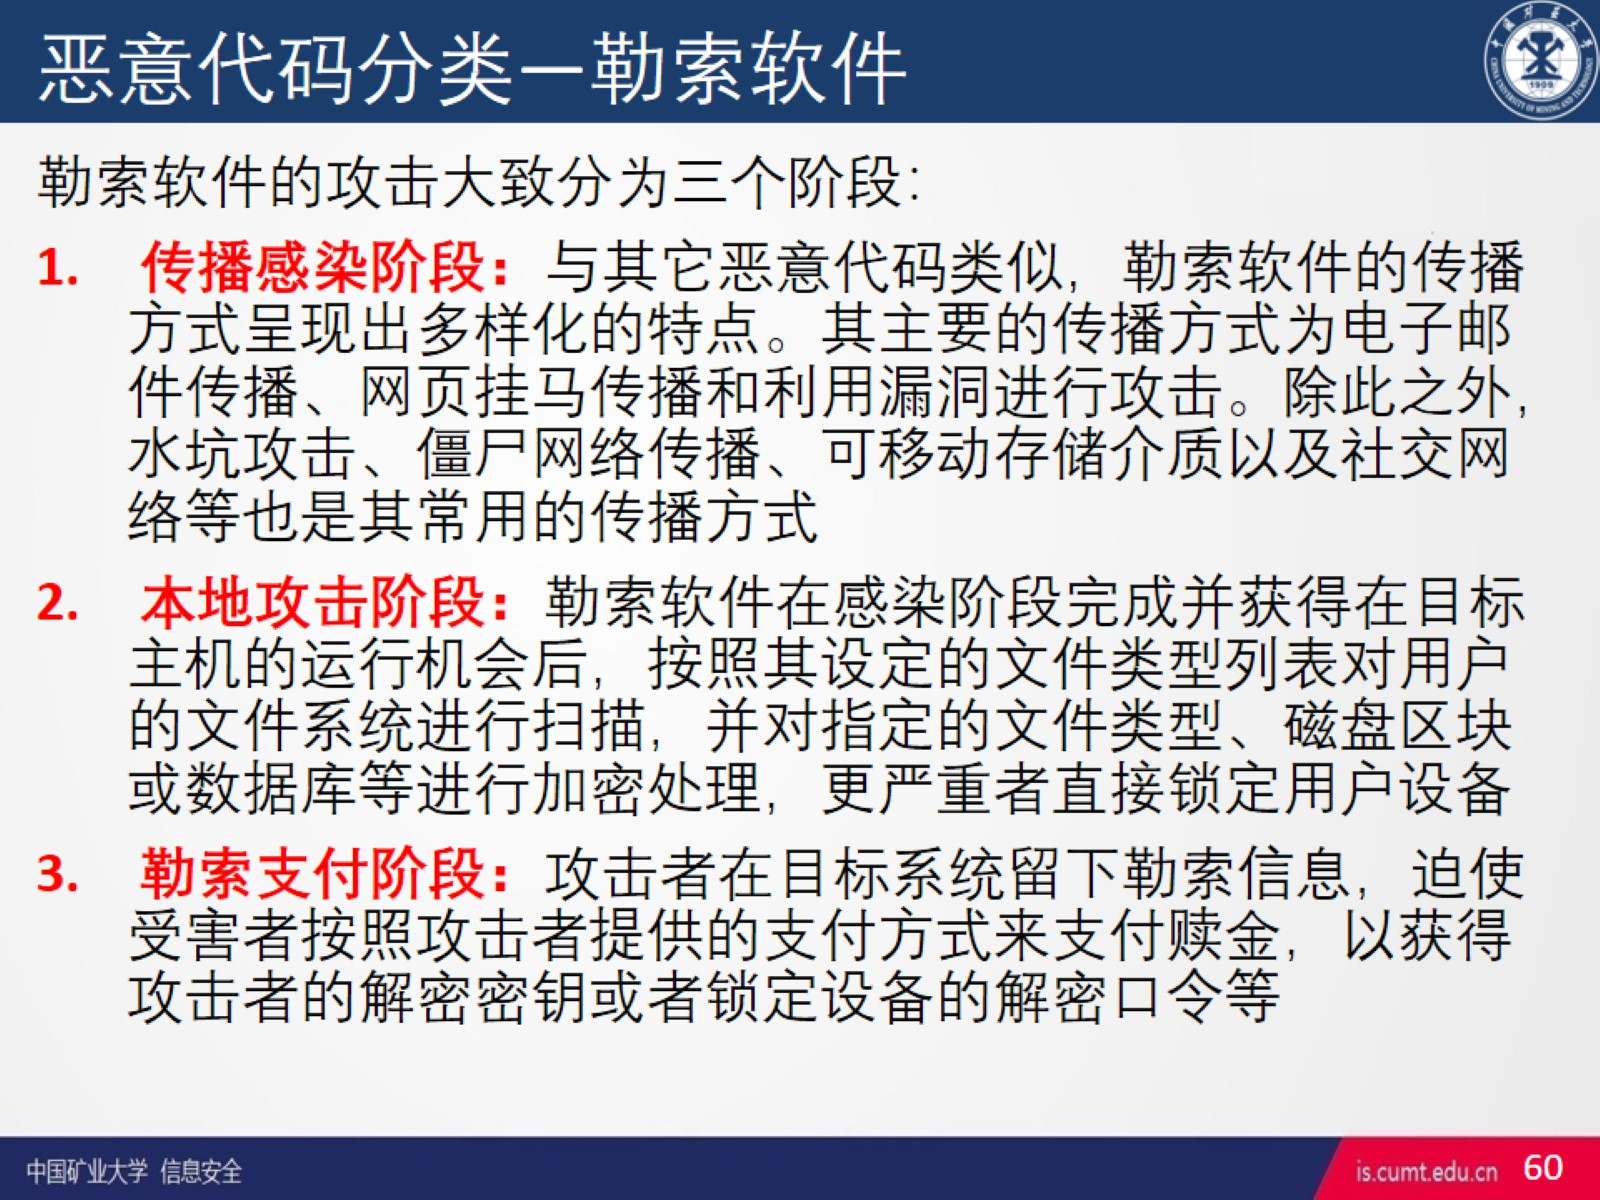 恶意代码分类—勒索软件
勒索软件的攻击大致分为三个阶段：
1. 传播感染阶段：与其它恶意代码类似，勒索软件的传播
方式呈现出多样化的特点。其主要的传播方式为电子邮
件传播、网页挂马传播和利用漏洞进行攻击。除此之外，
水坑攻击、僵尸网络传播、可移动存储介质以及社交网
络等也是其常用的传播方式
2. 本地攻击阶段：勒索软件在感染阶段完成并获得在目标
主机的运行机会后，按照其设定的文件类型列表对用户
的文件系统进行扫描，并对指定的文件类型、磁盘区块
或数据库等进行加密处理，更严重者直接锁定用户设备
3. 勒索支付阶段：攻击者在目标系统留下勒索信息，迫使
受害者按照攻击者提供的支付方式来支付赎金，以获得
攻击者的解密密钥或者锁定设备的解密口令等
中国矿业大学 信息安全
is.cumt.edu.cn 60
中国矿业大学
CHINA UNIVERSITY OF MINING AND TECHNOLOGY
1909